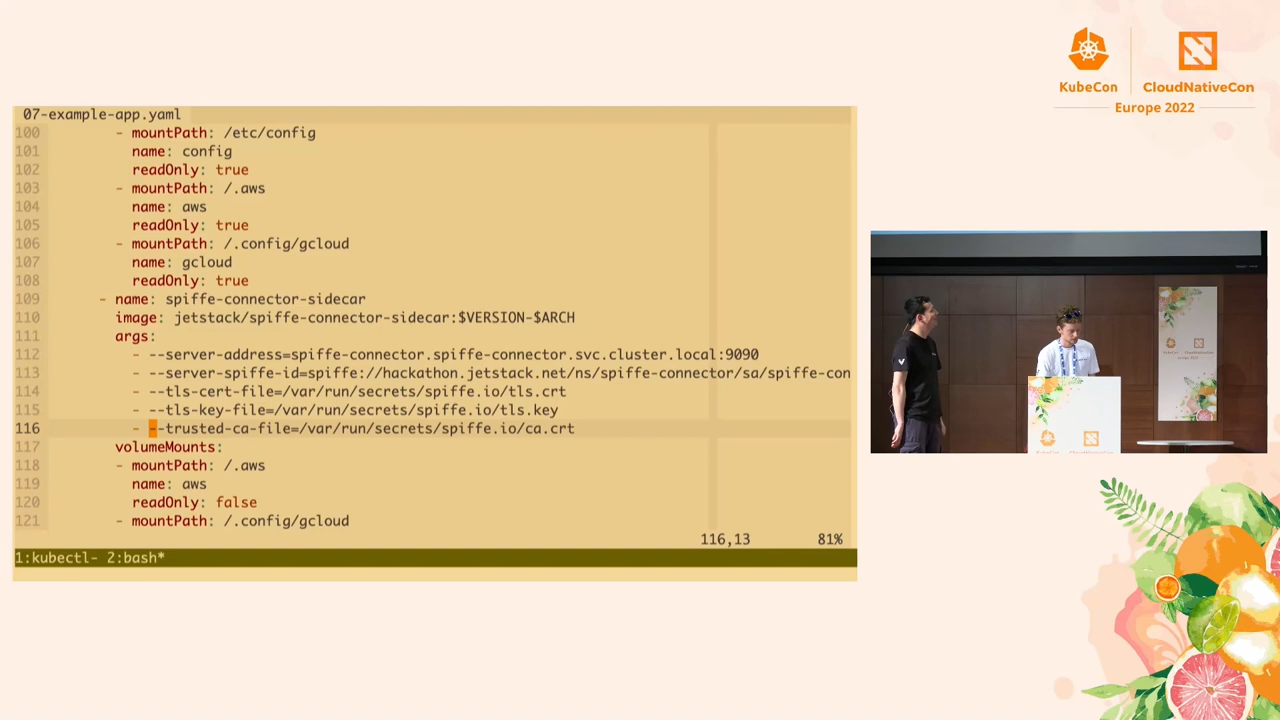 KubeCon
CloudNativeCon
Europe 2022
07-example-app.yaml
100 - mountPath: /etc/config
101 name: config
102 readOnly: true
103 - mountPath: /.aws
104 name: aws
105 readOnly: true
106 - mountPath: /.config/gcloud
107 name: gcloud
108 readOnly: true
109 - name: spiffe-connector-sidecar
110 image: jetstack/spiffe-connector-sidecar:$VERSION-$ARCH
111 args:
112 - --server-address=spiffe-connector.spiffe-connector.svc.cluster.local:9090
113 - --server-spiffe-id=spiffe://hackathon.jetstack.net/ns/spiffe-connector/sa/spiffe-con
114 - --tls-cert-file=/var/run/secrets/spiffe.io/tls.crt
115 - --tls-key-file=/var/run/secrets/spiffe.io/tls.key
116 - --trusted-ca-file=/var/run/secrets/spiffe.io/ca.crt
117 volumeMounts:
118 - mountPath: /.aws
119 name: aws
120 readOnly: false
121 - mountPath: /.config/gcloud
116,13 81%
1:kubectl- 2:bash*